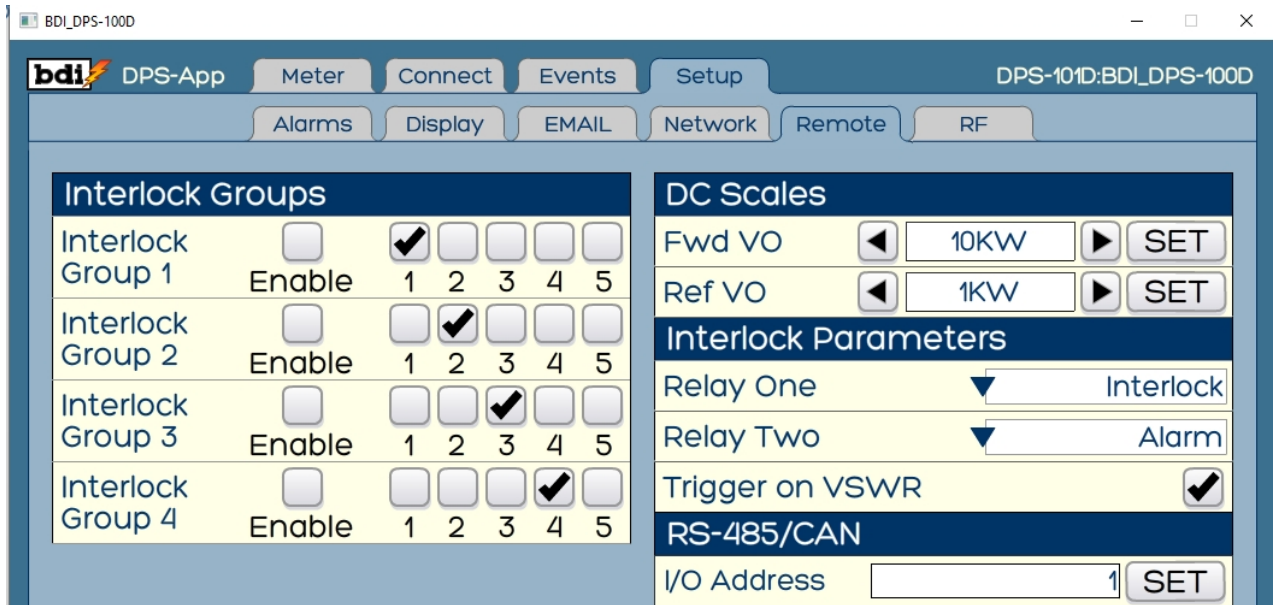 BDI_DPS-100D
bdi DPS-App Meter Connect Events Setup DPS-101D:BDI_DPS-100D
Alarms Display EMAIL Network Remote RF
Interlock Groups
Interlock Group 1
Enable 1 2 3 4 5
Interlock Group 2
Enable 1 2 3 4 5
Interlock Group 3
Enable 1 2 3 4 5
Interlock Group 4
Enable 1 2 3 4 5
DC Scales
Fwd VO 10KW SET
Ref VO 1KW SET
Interlock Parameters
Relay One Interlock
Relay Two Alarm
Trigger on VSWR
RS-485/CAN
I/O Address 1 SET